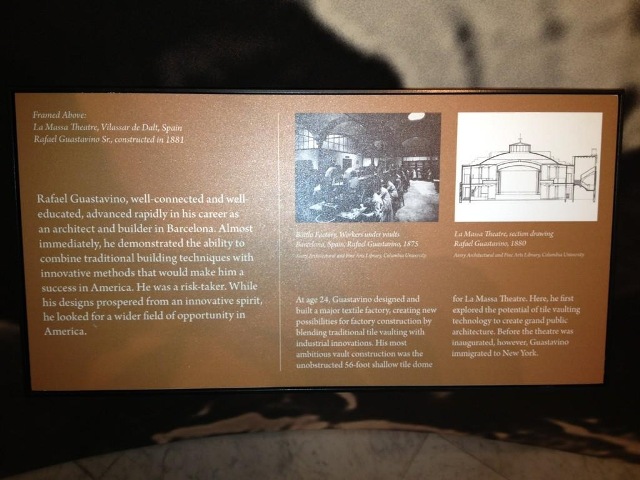 Framed Above:
La Massa Theatre, Vilassar de Dalt, Spain
Rafael Guastavino Sr., constructed in 1881
Rafael Guastavino, well-connected and well-
educated, advanced rapidly in his career as
an architect and builder in Barcelona. Almost
immediately, he demonstrated the ability to
combine traditional building techniques with
innovative methods that would make him a
success in America. He was a risk-taker. While
his designs prospered from an innovative spirit,
he looked for a wider field of opportunity in
America.
Batllo Factory, Workers under vaults
Barcelona, Spain, Rafael Guastavino, 1875
Avery Architectural and Fine Arts Library, Columbia University
La Massa Theatre, section drawing
Rafael Guastavino, 1880
Avery Architectural and Fine Arts Library, Columbia University
At age 24, Guastavino designed and
built a major textile factory, creating new
possibilities for factory construction by
blending traditional tile vaulting with
industrial innovations. His most
ambitious vault construction was the
unobstructed 56-foot shallow tile dome
for La Massa Theatre. Here, he first
explored the potential of tile vaulting
technology to create grand public
architecture. Before the theatre was
inaugurated, however, Guastavino
immigrated to New York.